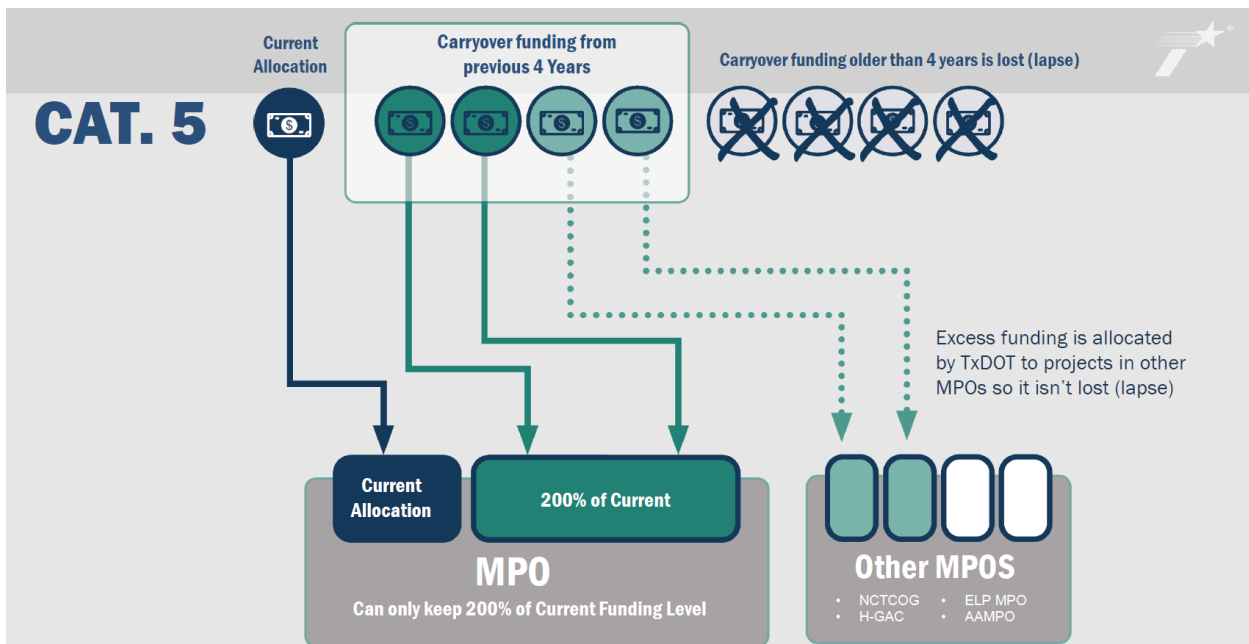 CAT. 5
Current
Allocation
Carryover funding from
previous 4 Years
Carryover funding older than 4 years is lost (lapse)
$
$
$
$
$
$
$
$
$
Excess funding is allocated
by TxDOT to projects in other
MPOs so it isn't lost (lapse)
Current
Allocation
200% of Current
MPO
Can only keep 200% of Current Funding Level
Other MPOS
• NCTCOG
• H-GAC
• ELP MPO
• AAMPO